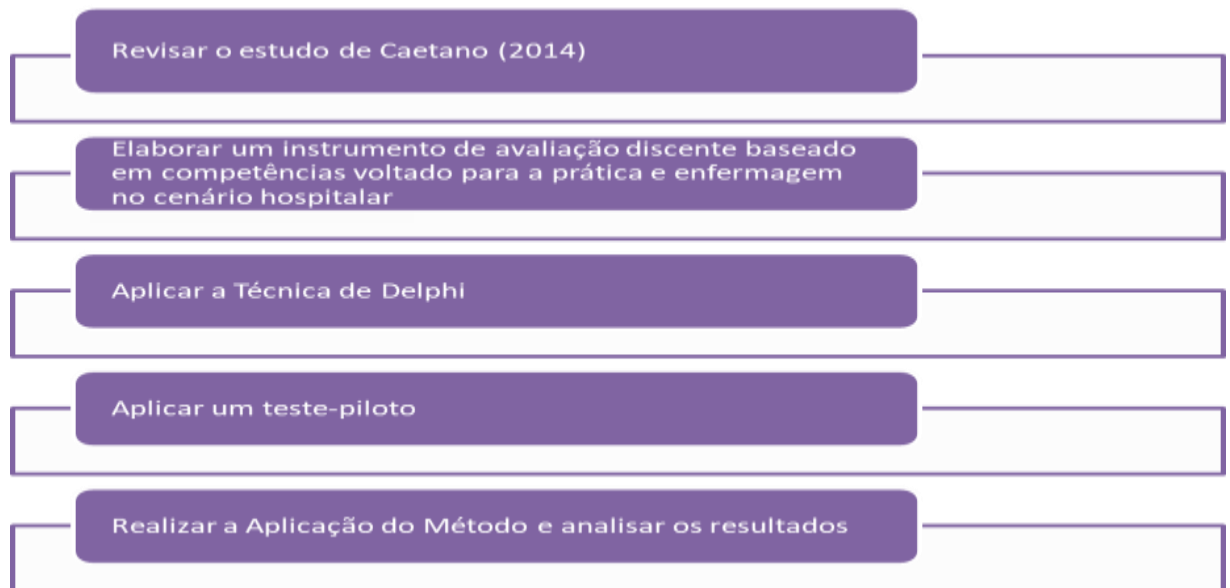 Revisar o estudo de Caetano (2014)
Elaborar um instrumento de avaliação discente baseado
em competências voltado para a prática e enfermagem
no cenário hospitalar
Aplicar a Técnica de Delphi
Aplicar um teste-piloto
Realizar a Aplicação do Método e analisar os resultados